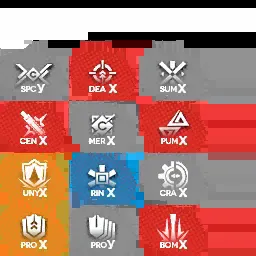 SPC Y
DEA X
SUM X
CEN X
MER X
PUM X
UNY X
RIN X
CRA X
PRO X
PRO Y
BOM X